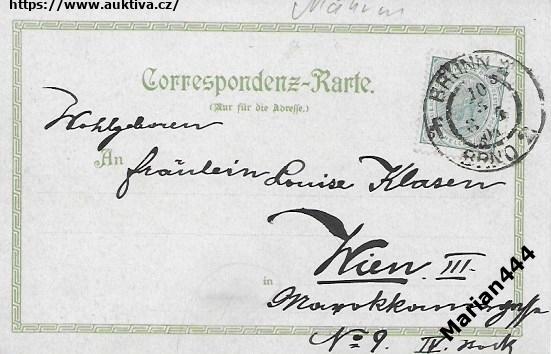 https://www.auktiva.cz/
Mähren
Correspondenz-Karte.
(Nur für die Adresse.)
BRÜNN
BRNO
Wohlgeboren
An Fräulein Louise Klasen
Wien III.
in Marokkanergasse
No 9. IV. Stock
Marian444